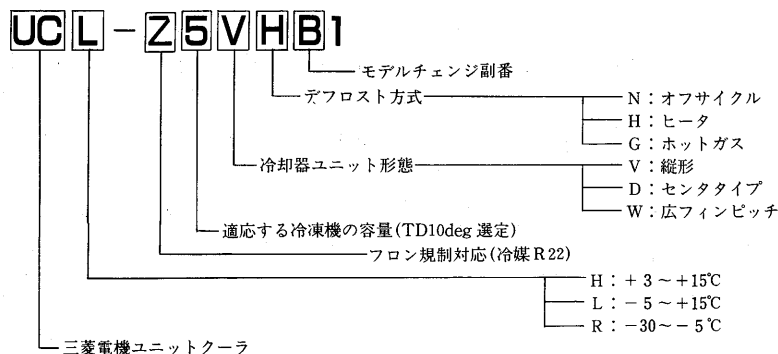 UCL-Z5VHB1
モデルチェンジ副番
デフロスト方式
N：オフサイクル
H：ヒータ
G：ホットガス
冷却器ユニット形態
V：縦形
D：センタタイプ
W：広フィンピッチ
適応する冷凍機の容量(TD10deg 選定)
フロン規制対応(冷媒R22)
H：+3～+15℃
L：-5～+15℃
R：-30～-5℃
三菱電機ユニットクーラ